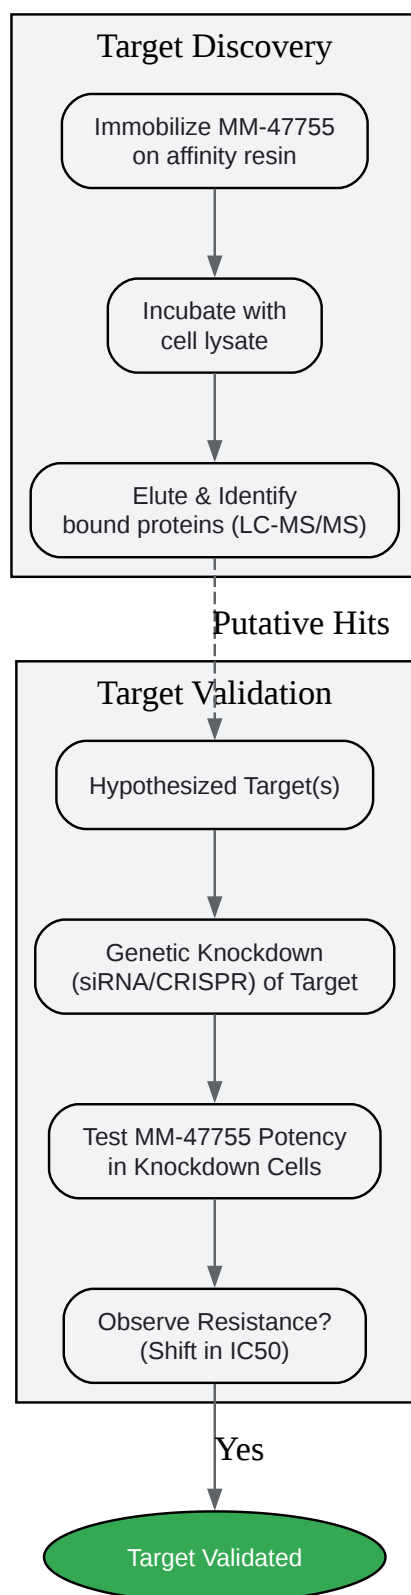 Target Discovery
Immobilize MM-47755
on affinity resin
Incubate with
cell lysate
Elute & Identify
bound proteins (LC-MS/MS)
Putative Hits
Target Validation
Hypothesized Target(s)
Genetic Knockdown
(siRNA/CRISPR) of Target
Test MM-47755 Potency
in Knockdown Cells
Observe Resistance?
(Shift in IC50)
Yes
Target Validated